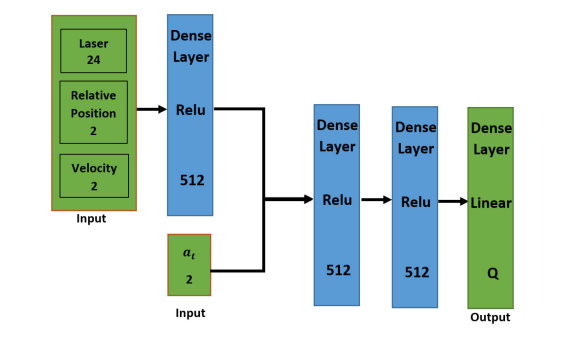 Laser
24
Relative
Position
2
Velocity
2
Input
Dense
Layer
Relu
512
a_t
2
Input
Dense
Layer
Relu
512
Dense
Layer
Relu
512
Dense
Layer
Linear
Q
Output